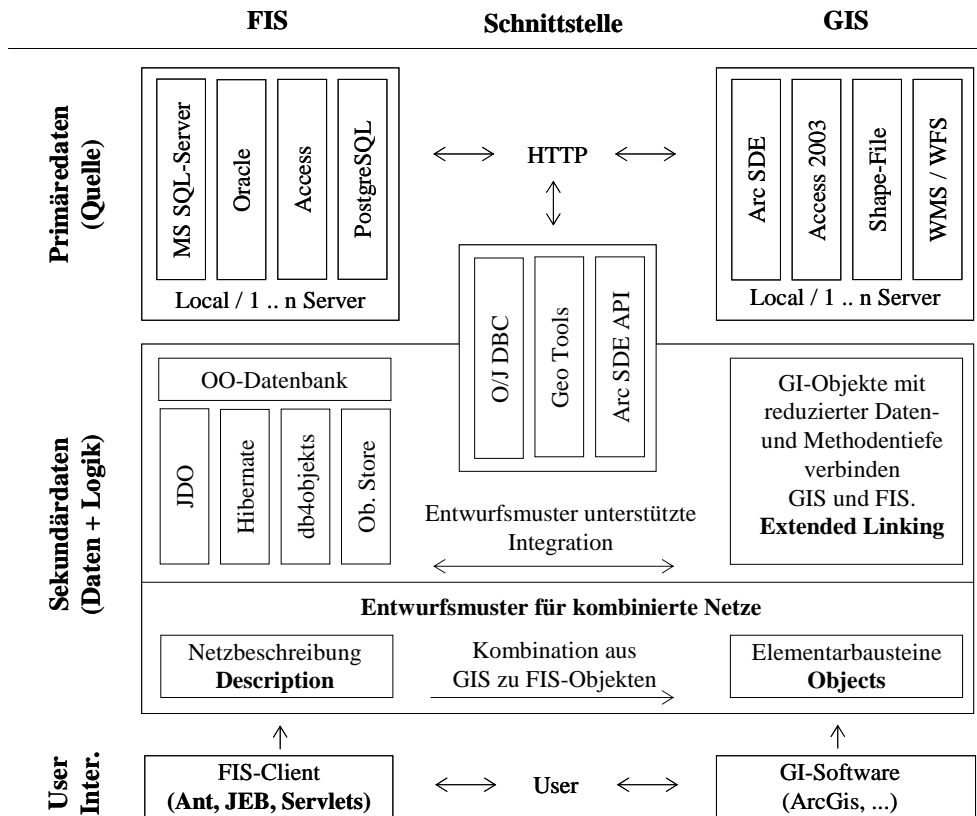 FIS
Schnittstelle
GIS
Primäredaten
(Quelle)
MS SQL-Server
Oracle
Access
PostgreSQL
Local / 1 .. n Server
HTTP
Arc SDE
Access 2003
Shape-File
WMS / WFS
Local / 1 .. n Server
O/J DBC
Geo Tools
Arc SDE API
Sekundärdaten
(Daten + Logik)
OO-Datenbank
JDO
Hibernate
db4objekts
Ob. Store
Entwurfsmuster unterstützte
Integration
GI-Objekte mit
reduzierter Daten-
und Methodentiefe
verbinden
GIS und FIS.
Extended Linking
Entwurfsmuster für kombinierte Netze
Netzbeschreibung
Description
Kombination aus
GIS zu FIS-Objekten
Elementarbausteine
Objects
User
Inter.
FIS-Client
(Ant, JEB, Servlets)
User
GI-Software
(ArcGis, ...)